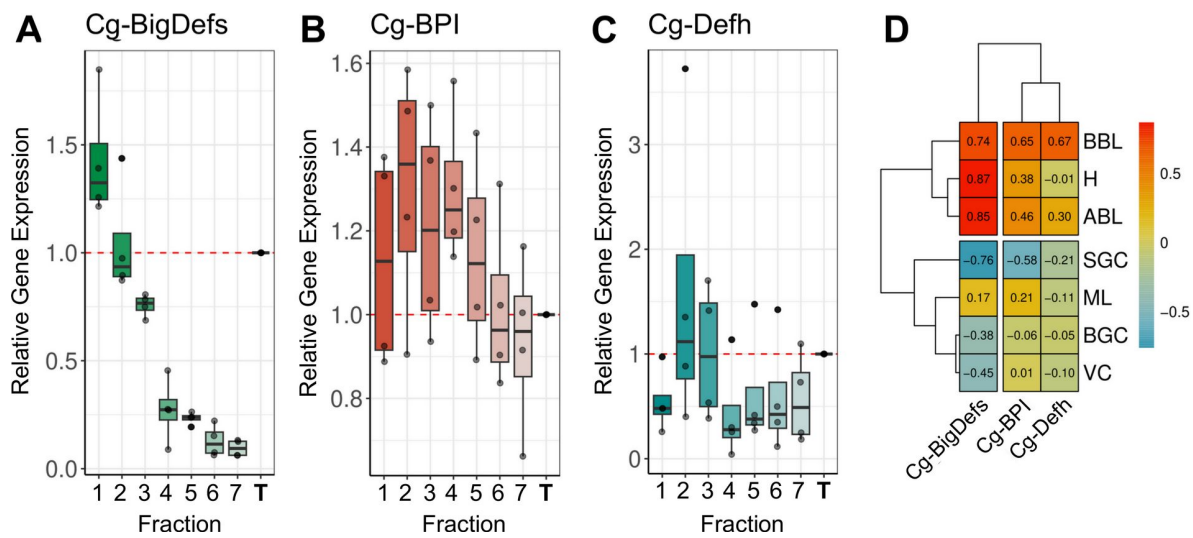 A Cg-BigDefs
Relative Gene Expression
1.5
1.0
0.5
0.0
1 2 3 4 5 6 7 T
Fraction
B Cg-BPI
Relative Gene Expression
1.6
1.4
1.2
1.0
0.8
1 2 3 4 5 6 7 T
Fraction
C Cg-Defh
Relative Gene Expression
3
2
1
0
1 2 3 4 5 6 7 T
Fraction
D
0.74 0.65 0.67 BBL
0.87 0.38 −0.01 H
0.85 0.46 0.30 ABL
−0.76 −0.58 −0.21 SGC
0.17 0.21 −0.11 ML
−0.38 −0.06 −0.05 BGC
−0.45 0.01 −0.10 VC
Cg-BigDefs Cg-BPI Cg-Defh
0.5
0
−0.5